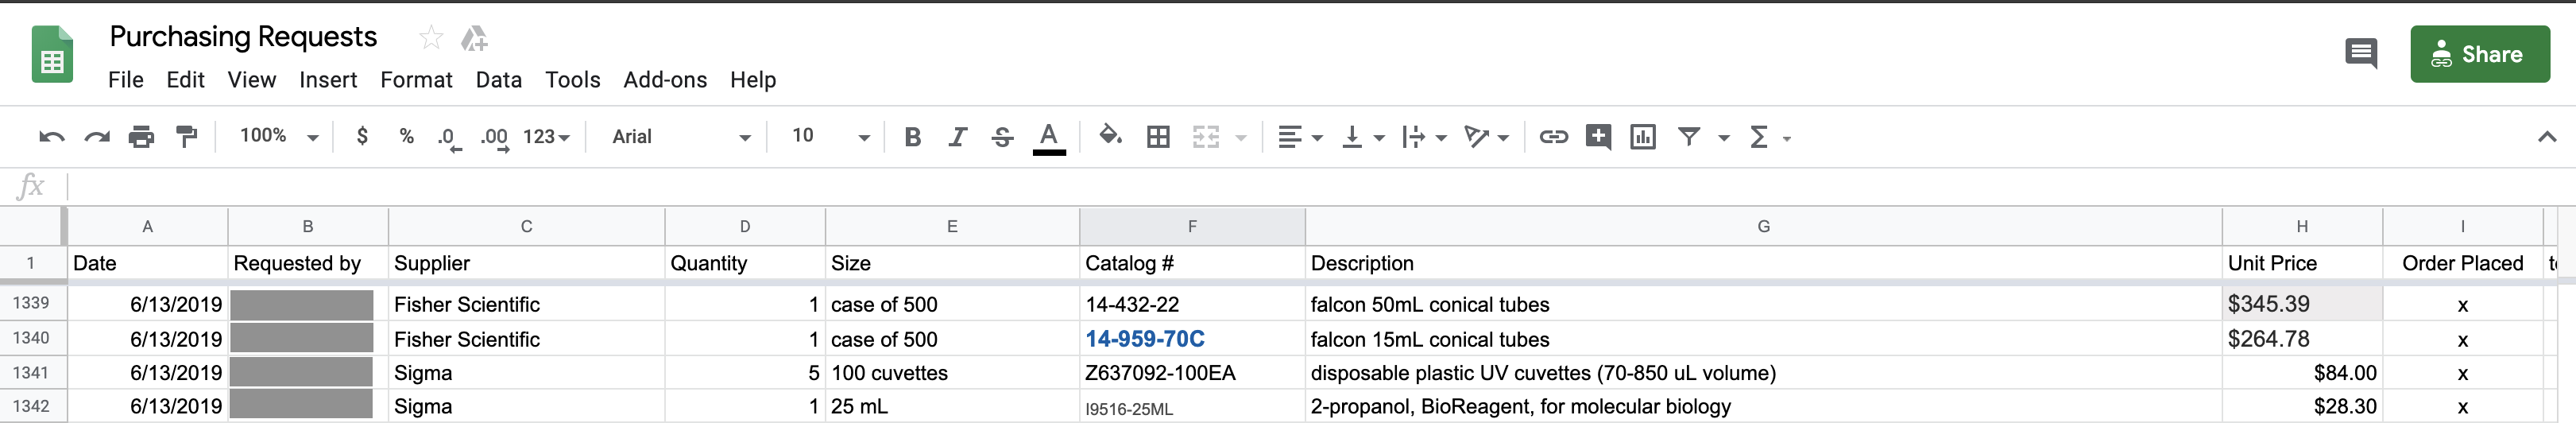 Purchasing Requests
File Edit View Insert Format Data Tools Add-ons Help
Share
100% $ % .0 .00 123 Arial 10 B I S A Σ
fx
A B C D E F G H I
1 Date Requested by Supplier Quantity Size Catalog # Description Unit Price Order Placed
1339 6/13/2019 Fisher Scientific 1 case of 500 14-432-22 falcon 50mL conical tubes $345.39 x
1340 6/13/2019 Fisher Scientific 1 case of 500 14-959-70C falcon 15mL conical tubes $264.78 x
1341 6/13/2019 Sigma 5 100 cuvettes Z637092-100EA disposable plastic UV cuvettes (70-850 uL volume) $84.00 x
1342 6/13/2019 Sigma 1 25 mL I9516-25ML 2-propanol, BioReagent, for molecular biology $28.30 x